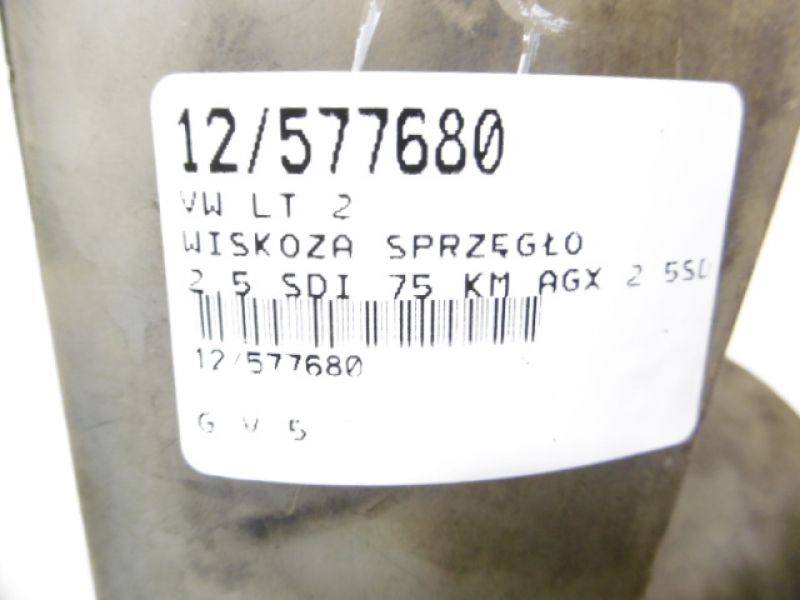 12/577680
VW LT 2
WISKOZA SPRZĘGŁO
2.5 SDI 75 KM AGX 2 5SD
12/577680
G V 5